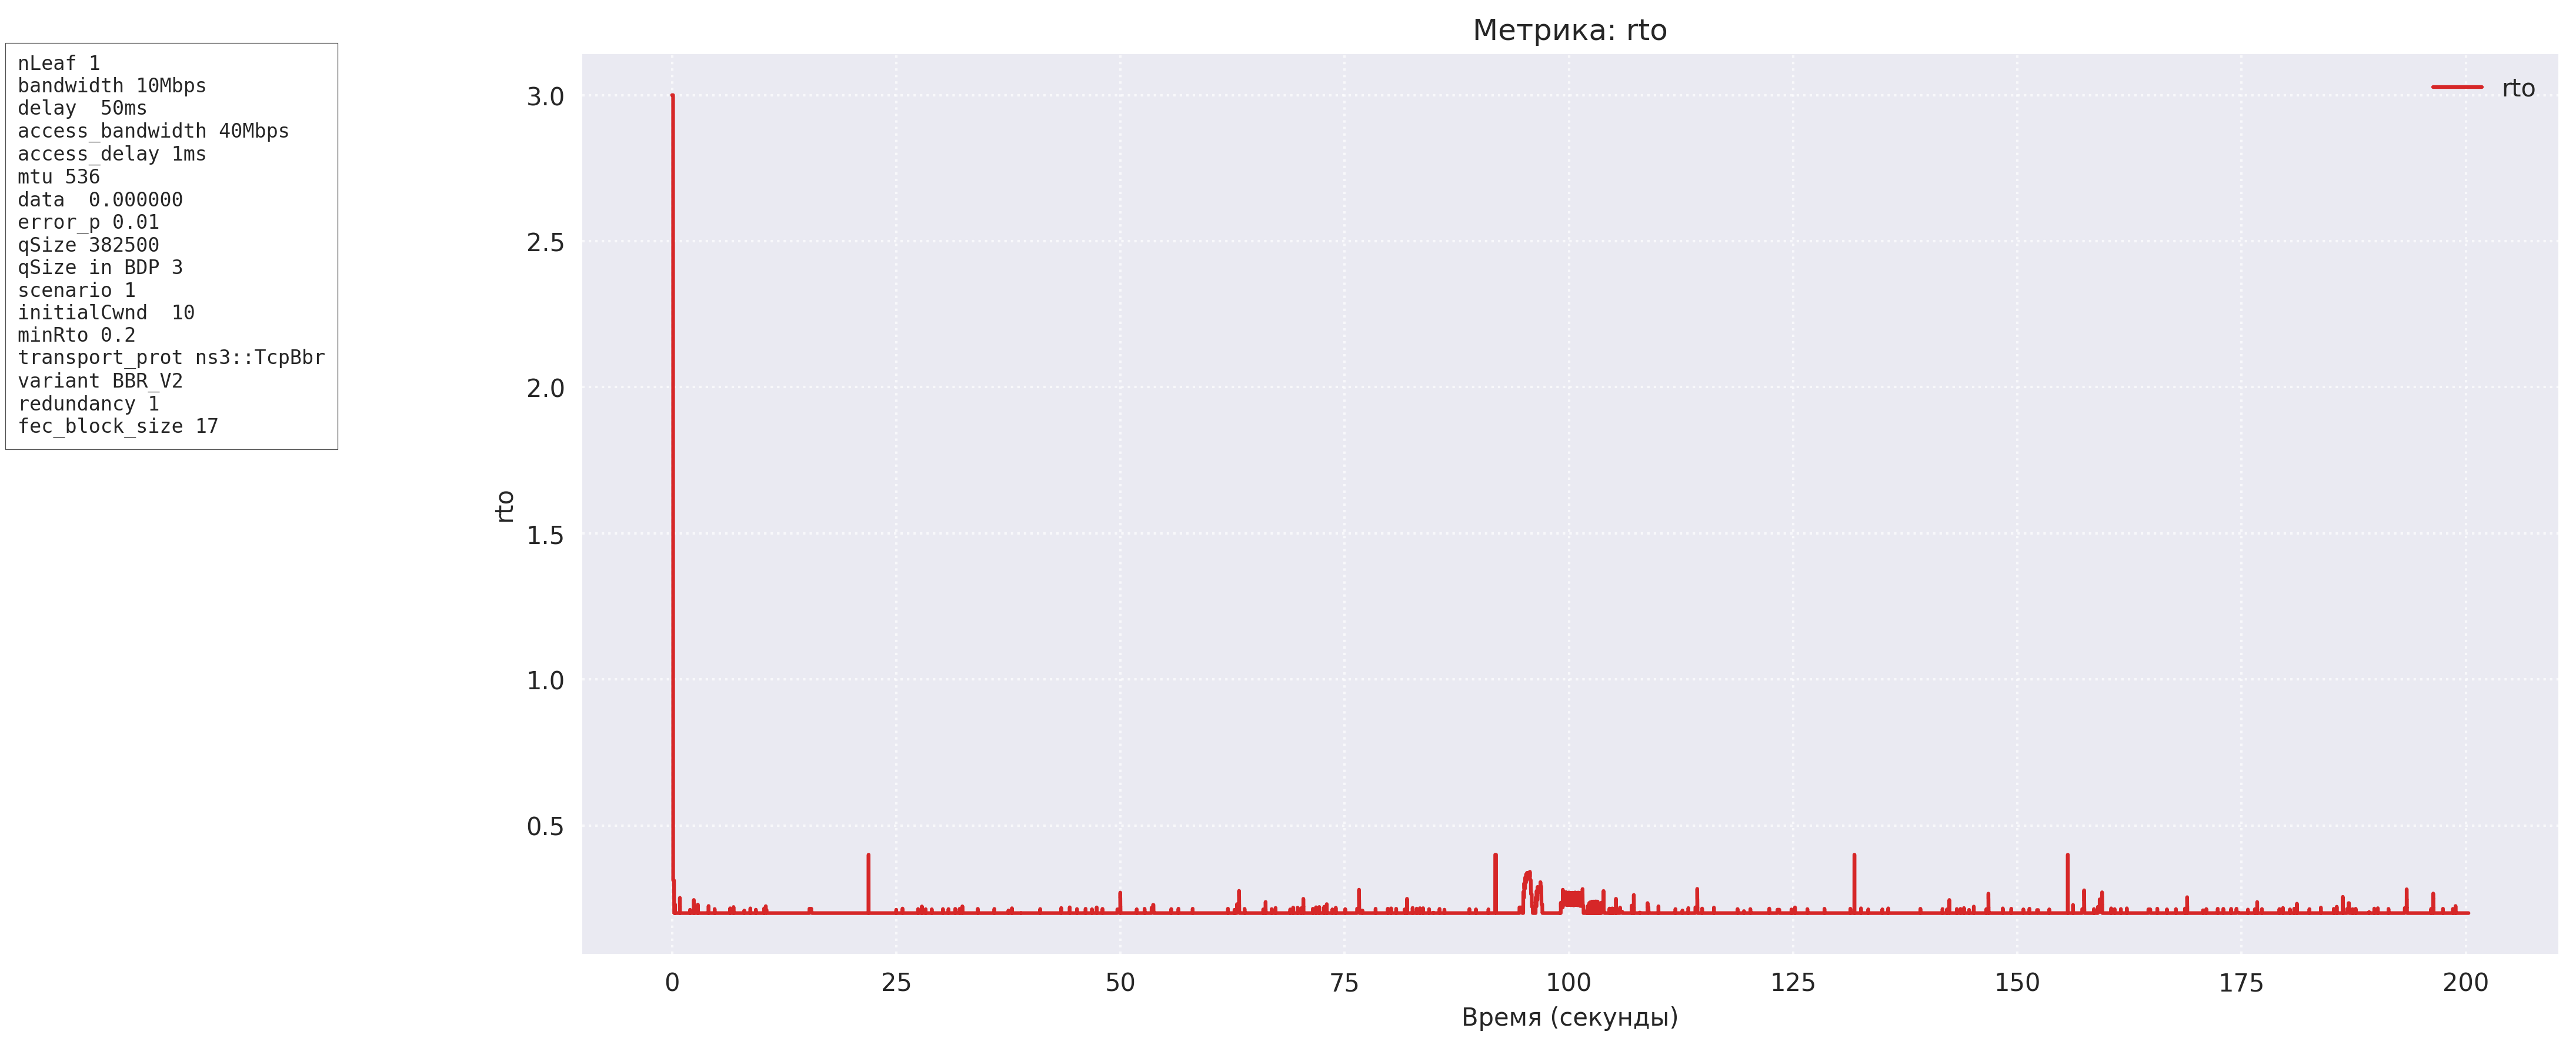 Метрика: rto
nLeaf 1
bandwidth 10Mbps
delay  50ms
access_bandwidth 40Mbps
access_delay 1ms
mtu 536
data  0.000000
error_p 0.01
qSize 382500
qSize in BDP 3
scenario 1
initialCwnd  10
minRto 0.2
transport_prot ns3::TcpBbr
variant BBR_V2
redundancy 1
fec_block_size 17
rto
3.0
2.5
2.0
1.5
1.0
0.5
rto
0 25 50 75 100 125 150 175 200
Время (секунды)